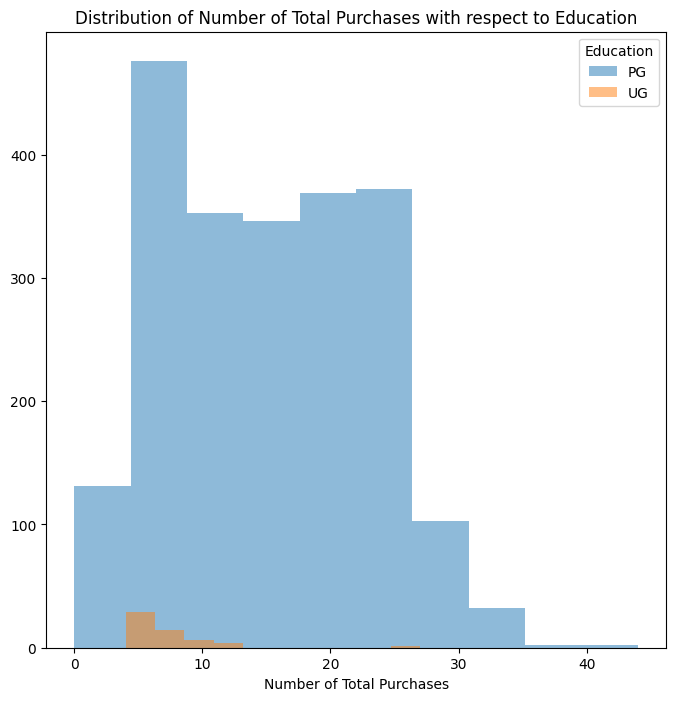 Distribution of Number of Total Purchases with respect to Education
Education
PG
UG
400
300
200
100
0
0 10 20 30 40
Number of Total Purchases